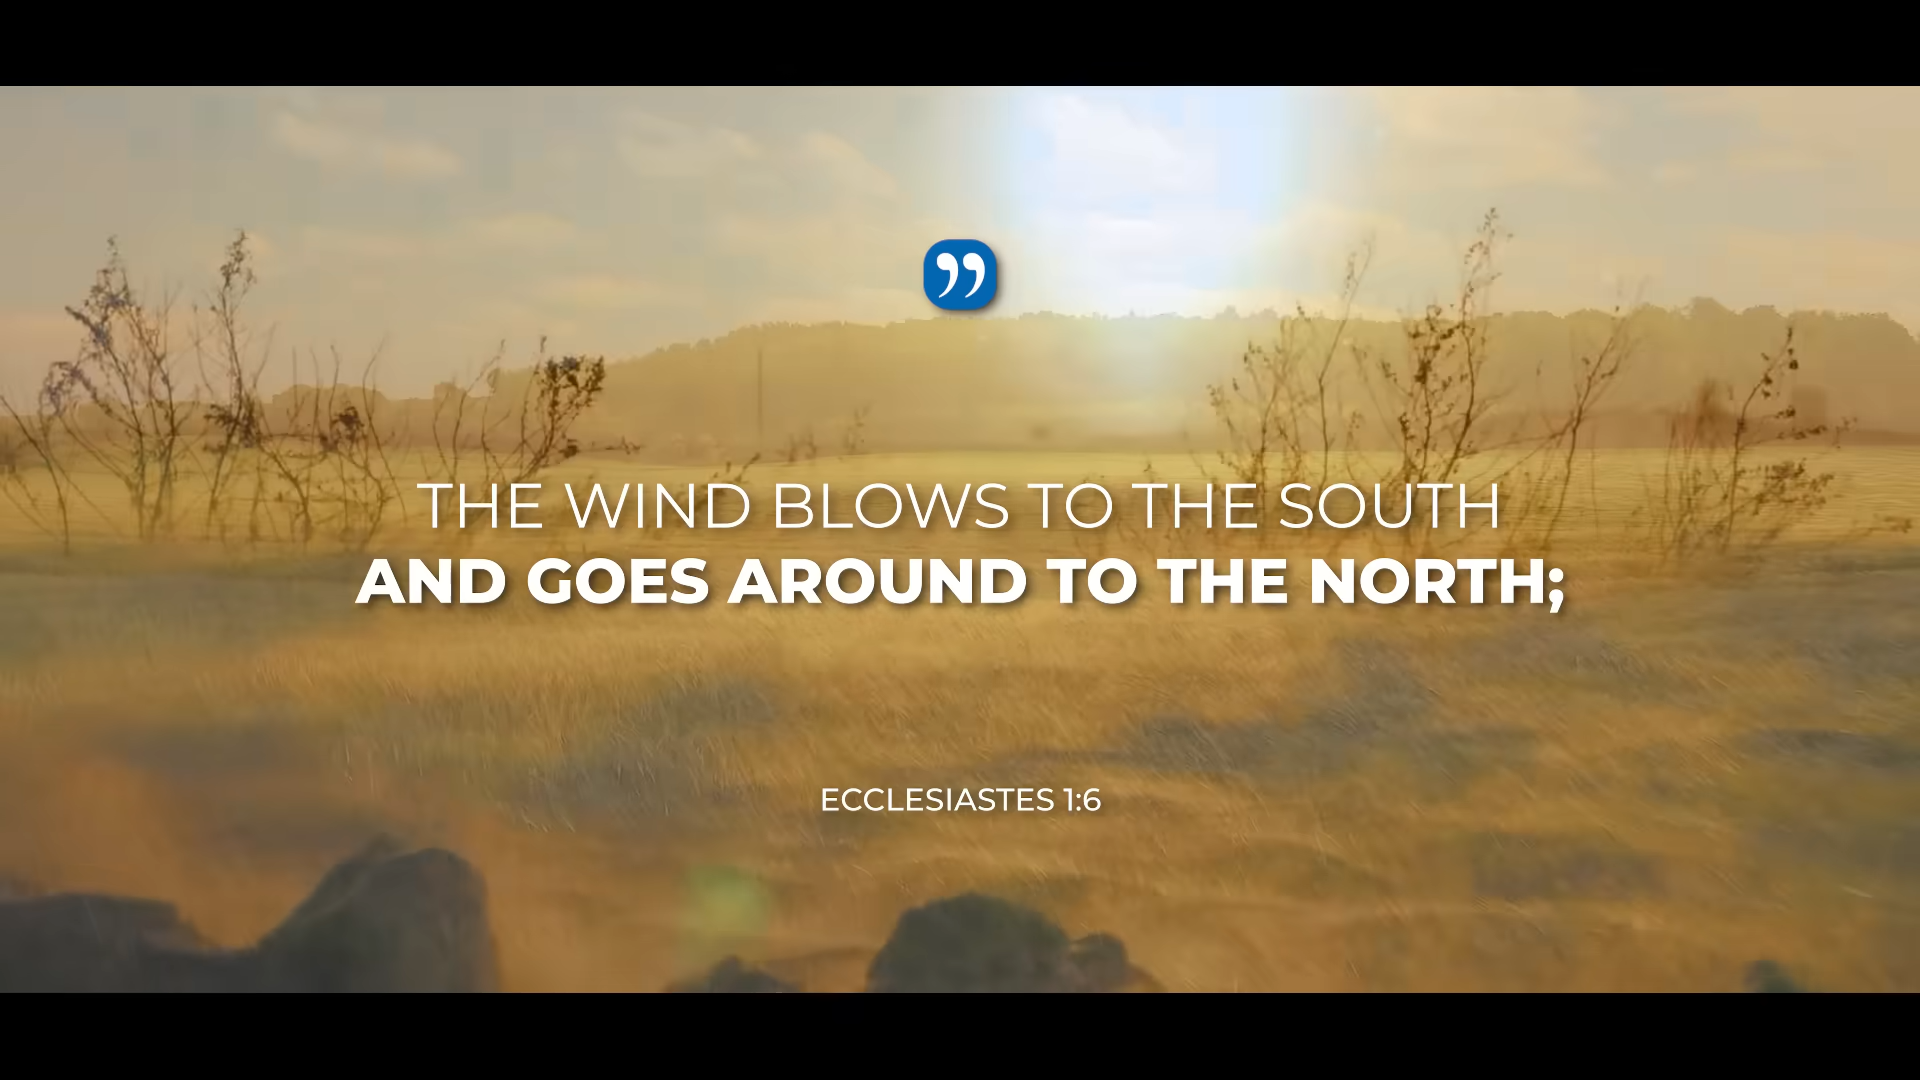 ”
THE WIND BLOWS TO THE SOUTH
AND GOES AROUND TO THE NORTH;
ECCLESIASTES 1:6